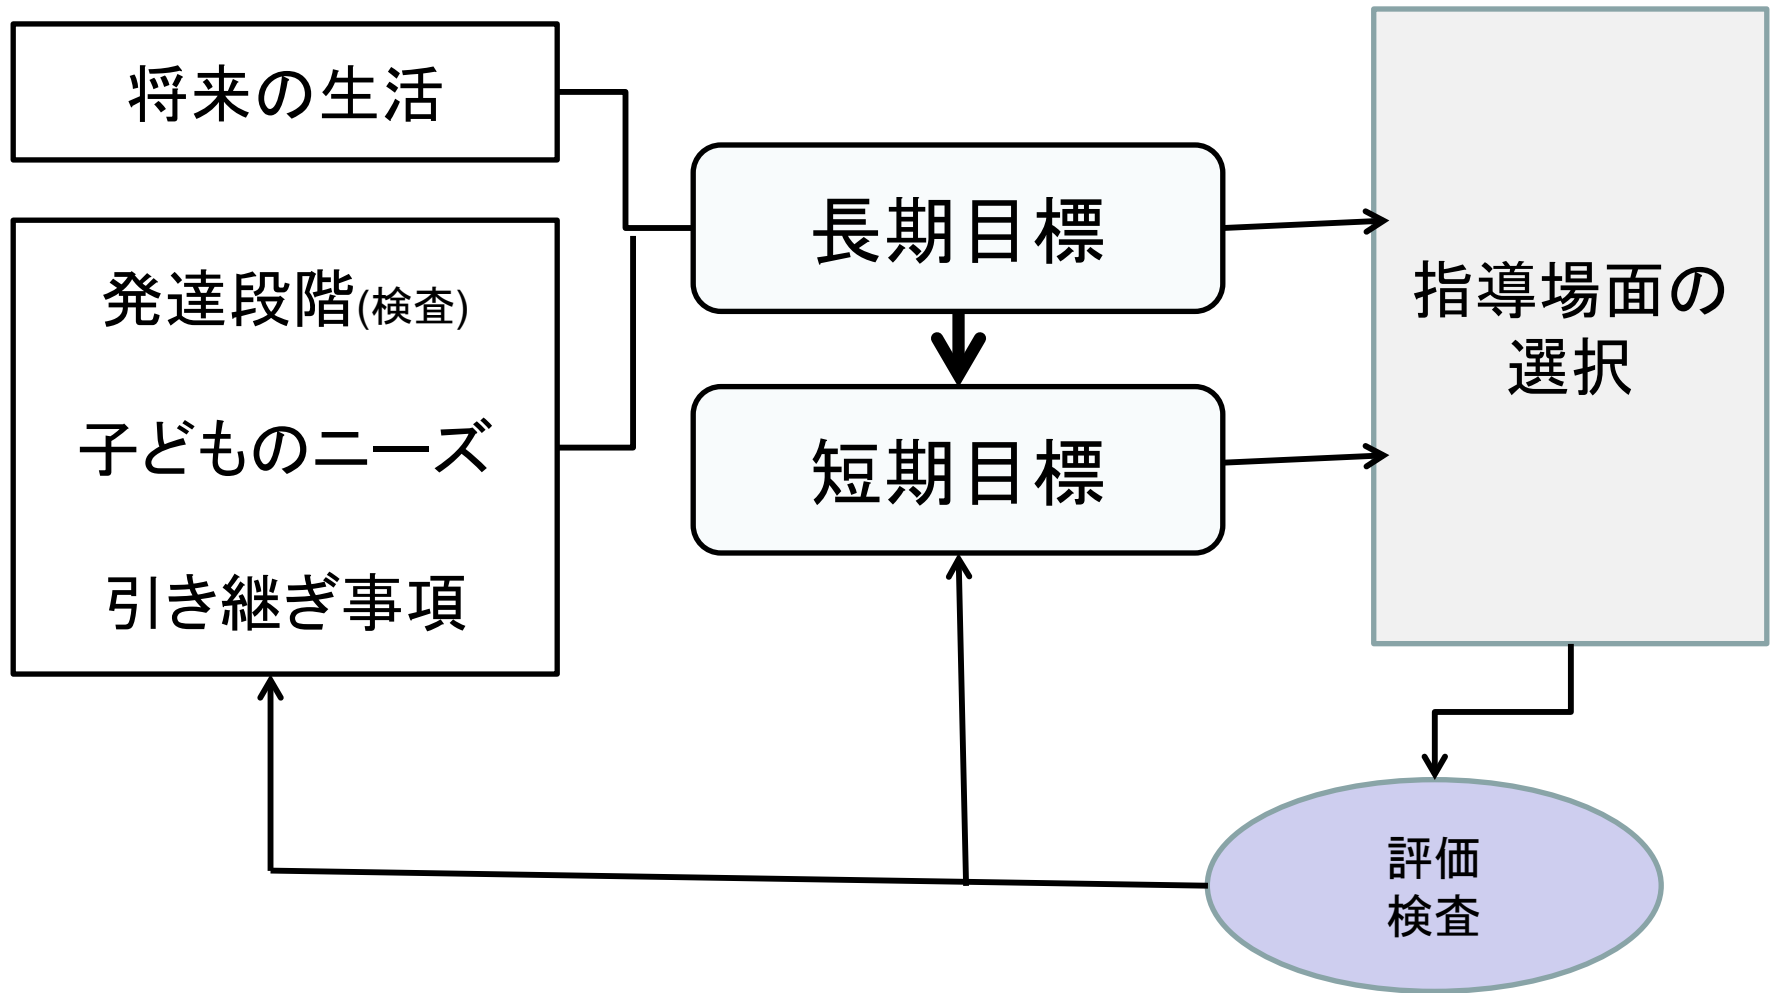 将来の生活
発達段階(検査)
子どものニーズ
引き継ぎ事項
長期目標
短期目標
指導場面の
選択
評価
検査